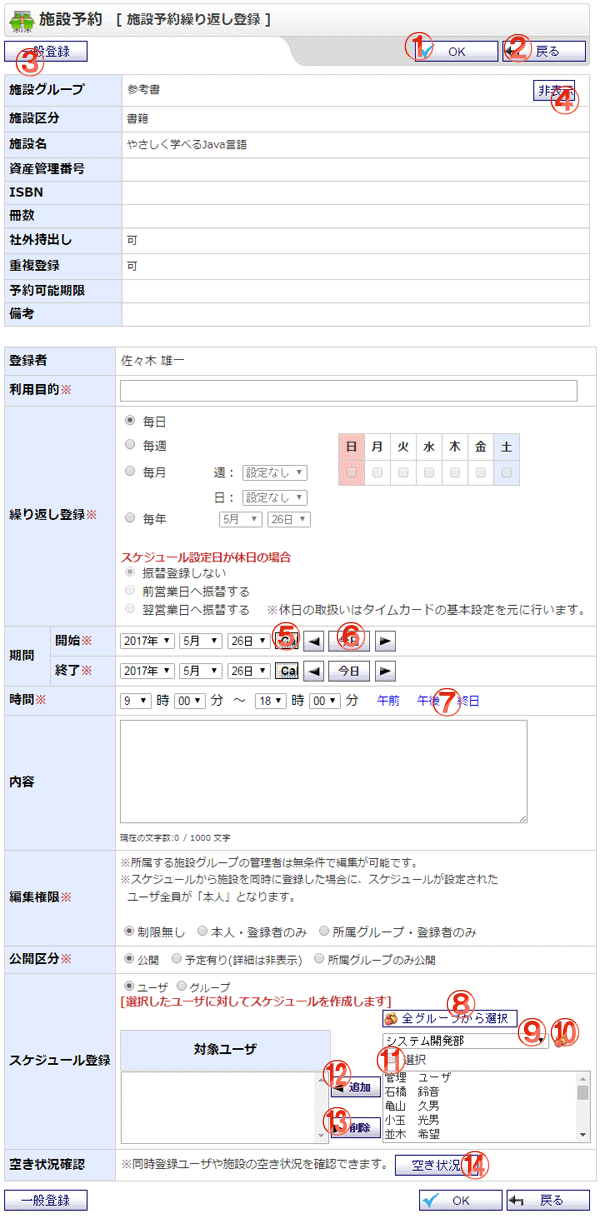 施設予約 [ 施設予約繰り返し登録 ]
一般登録 ③ ① OK ② 戻る
施設グループ 参考書 非表示 ④
施設区分 書籍
施設名 やさしく学べるJava言語
資産管理番号
ISBN
冊数
社外持出し 可
重複登録 可
予約可能期限
備考
登録者 佐々木 雄一
利用目的※
繰り返し登録※
毎日
毎週 日 月 火 水 木 金 土
毎月 週： 設定なし
日： 設定なし
毎年 5月 26日
スケジュール設定日が休日の場合
振替登録しない
前営業日へ振替する
翌営業日へ振替する ※休日の取扱いはタイムカードの基本設定を元に行います。
期間 開始※ 2017年 5月 26日 Cal ⑤ ◀ 今日 ⑥ ▶
終了※ 2017年 5月 26日 Cal ◀ 今日 ▶
時間※ 9 時 00 分 ～ 18 時 00 分 午前 午後 ⑦ 終日
内容
現在の文字数:0 / 1000 文字
編集権限※
※所属する施設グループの管理者は無条件で編集が可能です。
※スケジュールから施設を同時に登録した場合に、スケジュールが設定された
ユーザ全員が「本人」となります。
制限無し 本人・登録者のみ 所属グループ・登録者のみ
公開区分※ 公開 予定有り(詳細は非表示) 所属グループのみ公開
スケジュール登録
ユーザ グループ
[選択したユーザに対してスケジュールを作成します]
⑧ 全グループから選択
対象ユーザ システム開発部 ⑨ ⑩
⑪ 選択
⑫ ◀ 追加
⑬ 削除
管理 ユーザ
石橋 鈴音
亀山 久男
小玉 光男
並木 希望
空き状況確認 ※同時登録ユーザや施設の空き状況を確認できます。 空き状況 ⑭
一般登録 OK 戻る